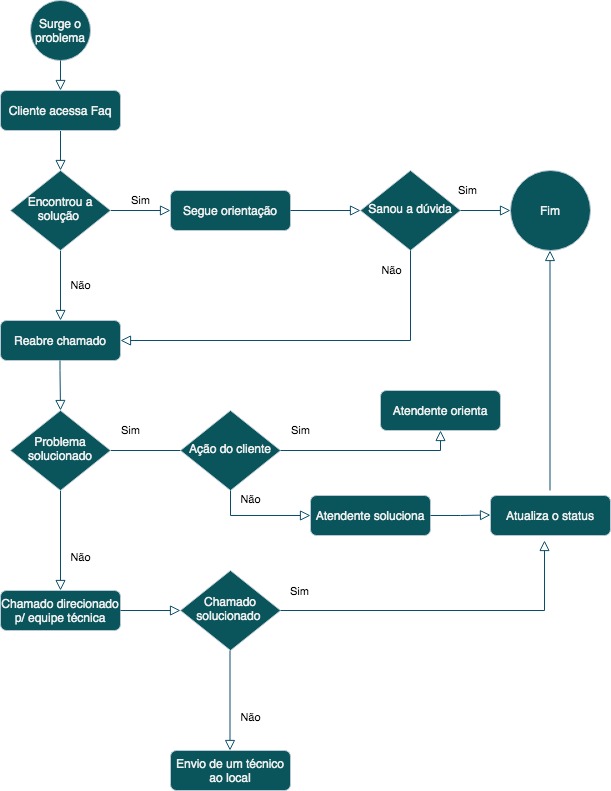 Surge o
problema
Cliente acessa Faq
Encontrou a
solução
Sim
Segue orientação
Sanou a dúvida
Sim
Fim
Não
Não
Reabre chamado
Problema
solucionado
Sim
Ação do cliente
Sim
Atendente orienta
Não
Atendente soluciona
Atualiza o status
Não
Chamado direcionado
p/ equipe técnica
Chamado
solucionado
Sim
Não
Envio de um técnico
ao local